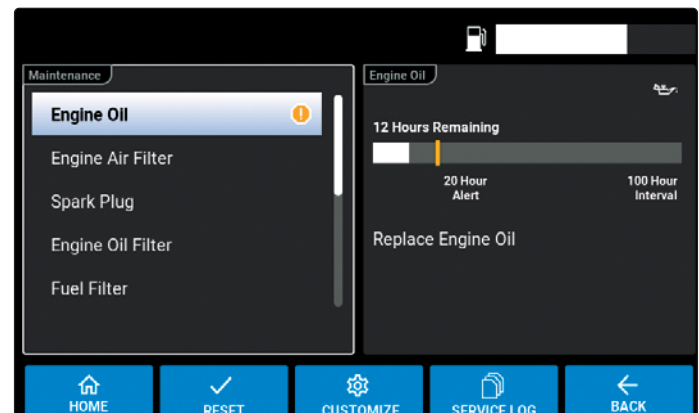 Maintenance
Engine Oil
Engine Air Filter
Spark Plug
Engine Oil Filter
Fuel Filter
Engine Oil
12 Hours Remaining
20 Hour
Alert
100 Hour
Interval
Replace Engine Oil
HOME
RESET
CUSTOMIZE
SERVICE LOG
BACK